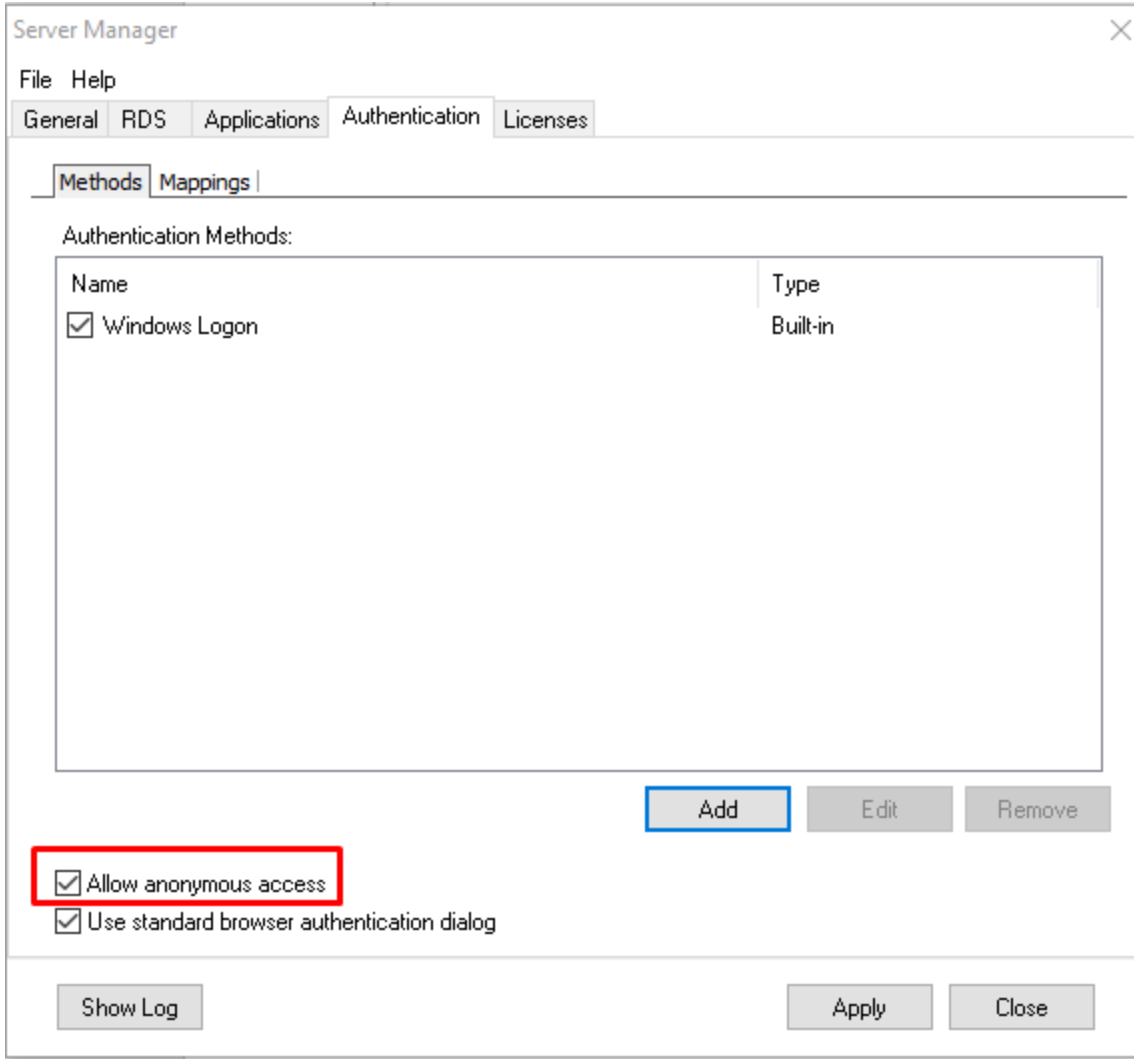 Server Manager
File Help
General RDS Applications Authentication Licenses
Methods Mappings
Authentication Methods:
Name Type
Windows Logon Built-in
Add Edit Remove
Allow anonymous access
Use standard browser authentication dialog
Show Log Apply Close